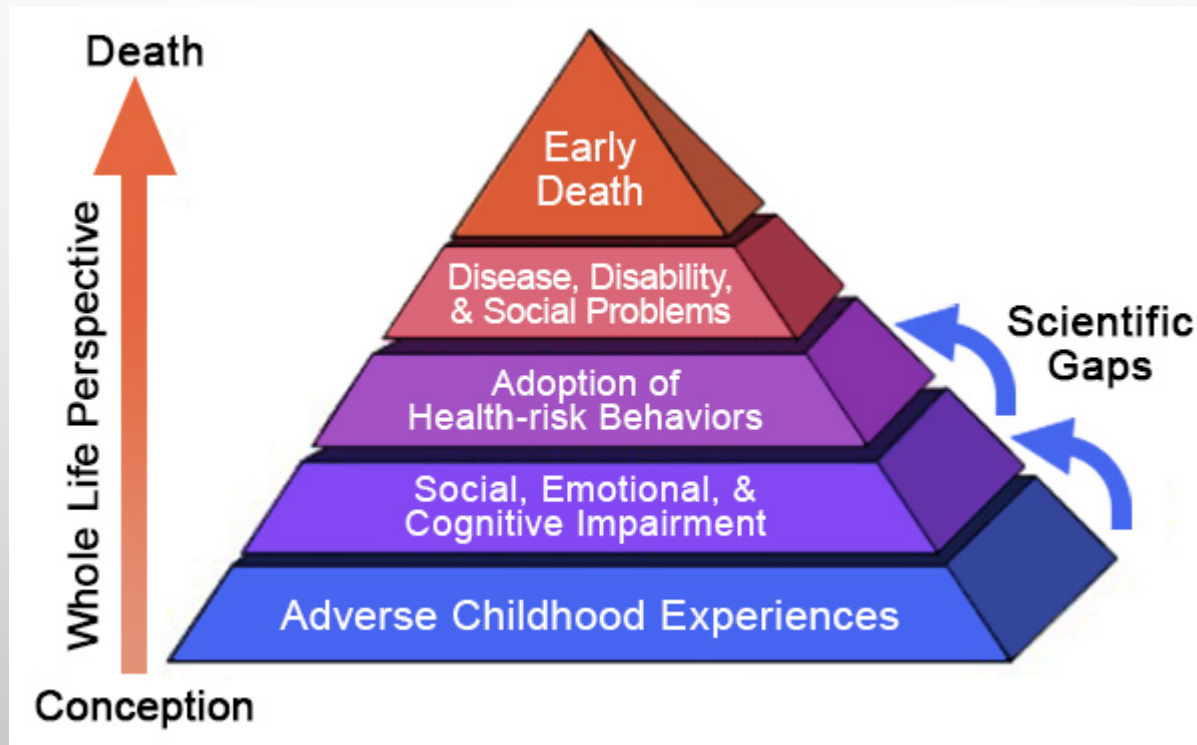 Death
Whole Life Perspective
Conception
Early
Death
Disease, Disability,
& Social Problems
Adoption of
Health-risk Behaviors
Social, Emotional, &
Cognitive Impairment
Adverse Childhood Experiences
Scientific
Gaps